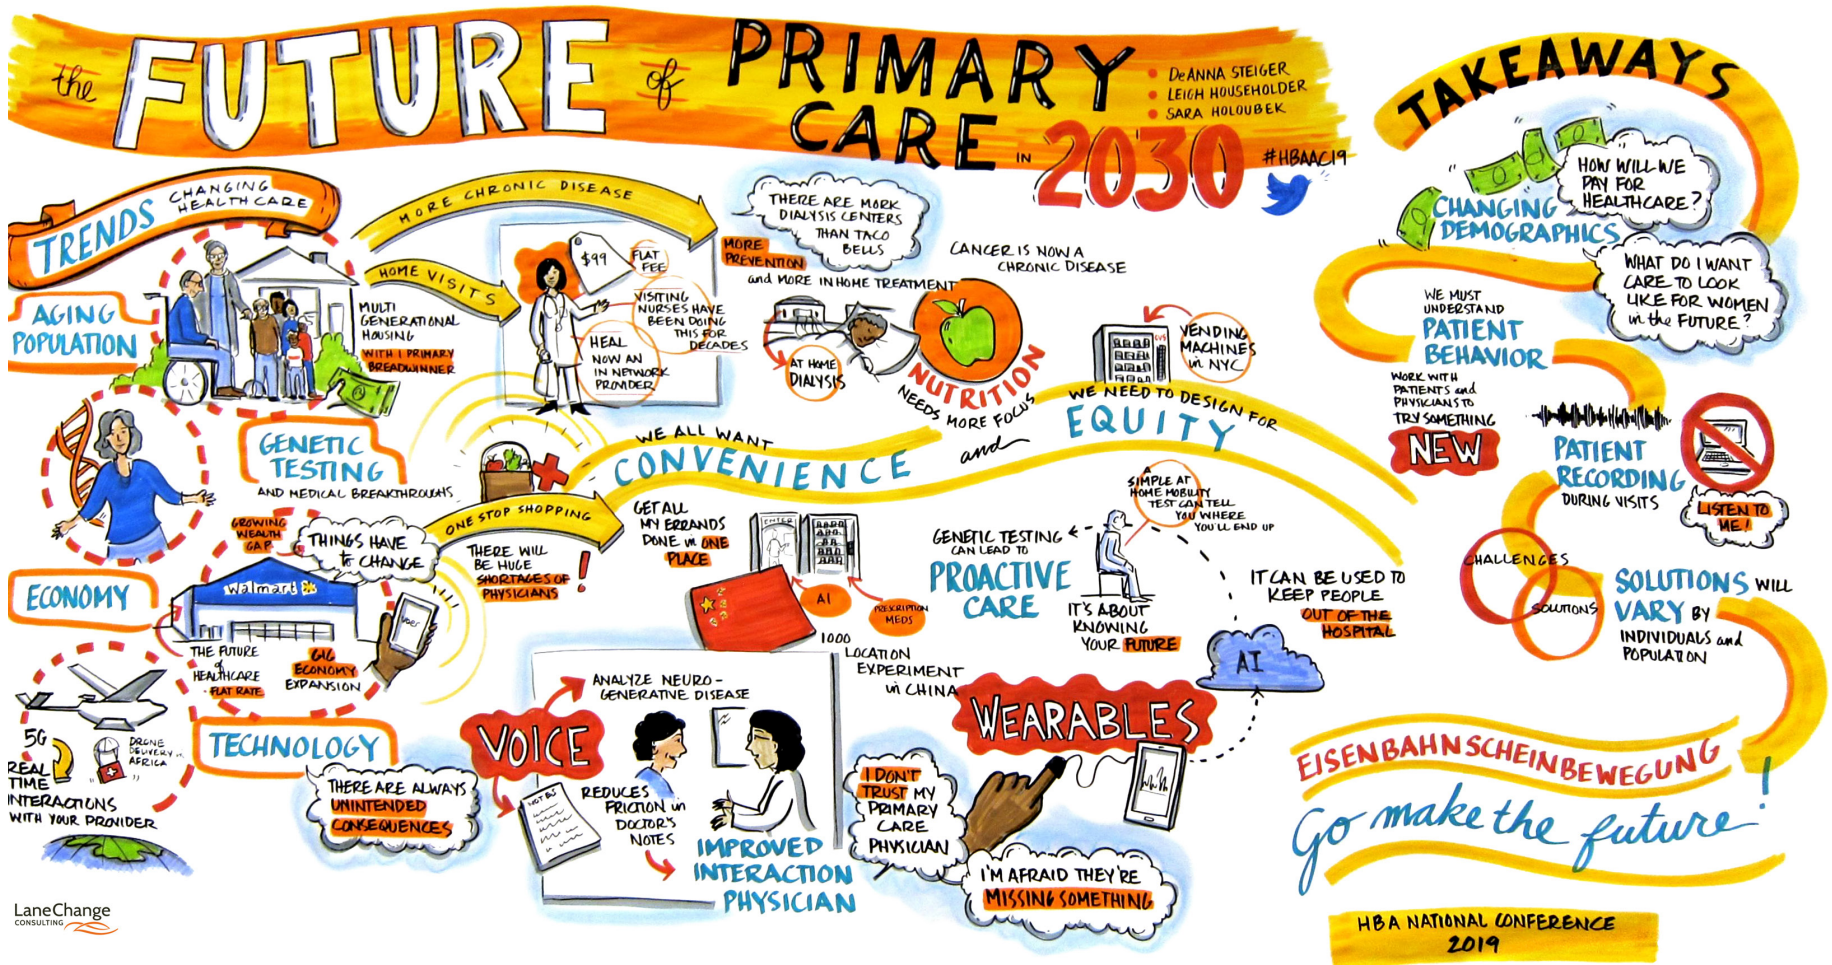 the FUTURE of PRIMARY
CARE IN 2030
• DeANNA STEIGER
• LEIGH HOUSEHOLDER
• SARA HOLOUBEK
#HBAAC19
TRENDS CHANGING
HEALTHCARE
AGING
POPULATION
MULTI
GENERATIONAL
HOUSING
WITH 1 PRIMARY
BREADWINNER
MORE CHRONIC DISEASE
HOME VISITS
$99
FLAT
FEE
VISITING
NURSES HAVE
BEEN DOING
THIS FOR
DECADES
HEAL
NOW AN
IN NETWORK
PROVIDER
THERE ARE MORE
DIALYSIS CENTERS
THAN TACO
BELLS
MORE
PREVENTION
and MORE IN HOME TREATMENT
AT HOME
DIALYSIS
CANCER IS NOW A
CHRONIC DISEASE
NUTRITION
NEEDS MORE FOCUS
VENDING
MACHINES
in NYC
CVS
GENETIC
TESTING
AND MEDICAL BREAKTHROUGHS
WE ALL WANT
CONVENIENCE
and
WE NEED TO DESIGN FOR
EQUITY
ONE STOP SHOPPING
THERE WILL
BE HUGE
SHORTAGES OF
PHYSICIANS!
GET ALL
MY ERRANDS
DONE in ONE
PLACE
ENTER
AI
PRESCRIPTION
MEDS
1000
LOCATION
EXPERIMENT
in CHINA
GENETIC TESTING
CAN LEAD TO
PROACTIVE
CARE
A
SIMPLE AT
HOME MOBILITY
TEST CAN TELL
YOU WHERE
YOU'LL END UP
IT'S ABOUT
KNOWING
YOUR FUTURE
IT CAN BE USED TO
KEEP PEOPLE
OUT OF THE
HOSPITAL
AI
ECONOMY
GROWING
WEALTH
GAP
THINGS HAVE
to CHANGE
Walmart
uber
THE FUTURE
of
HEALTHCARE
- FLAT RATE
GIG
ECONOMY
EXPANSION
TECHNOLOGY
5G
DRONE
DELIVERY in
AFRICA
REAL
TIME
INTERACTIONS
WITH YOUR PROVIDER
THERE ARE ALWAYS
UNINTENDED
CONSEQUENCES
VOICE
ANALYZE NEURO-
GENERATIVE DISEASE
NOTES
REDUCES
FRICTION in
DOCTOR'S
NOTES
IMPROVED
INTERACTION
PHYSICIAN
WEARABLES
I DON'T
TRUST MY
PRIMARY
CARE
PHYSICIAN
I'M AFRAID THEY'RE
MISSING SOMETHING
TAKEAWAYS
HOW WILL WE
PAY FOR
HEALTHCARE?
CHANGING
DEMOGRAPHICS
WHAT DO I WANT
CARE TO LOOK
LIKE FOR WOMEN
in the FUTURE?
WE MUST
UNDERSTAND
PATIENT
BEHAVIOR
WORK WITH
PATIENTS and
PHYSICIANS TO
TRY SOMETHING
NEW
PATIENT
RECORDING
DURING VISITS
LISTEN TO
ME!
CHALLENGES
SOLUTIONS
SOLUTIONS WILL
VARY BY
INDIVIDUALS and
POPULATION
EISENBAHNSCHEINBEWEGUNG
Go make the future!
HBA NATIONAL CONFERENCE
2019
LaneChange
CONSULTING